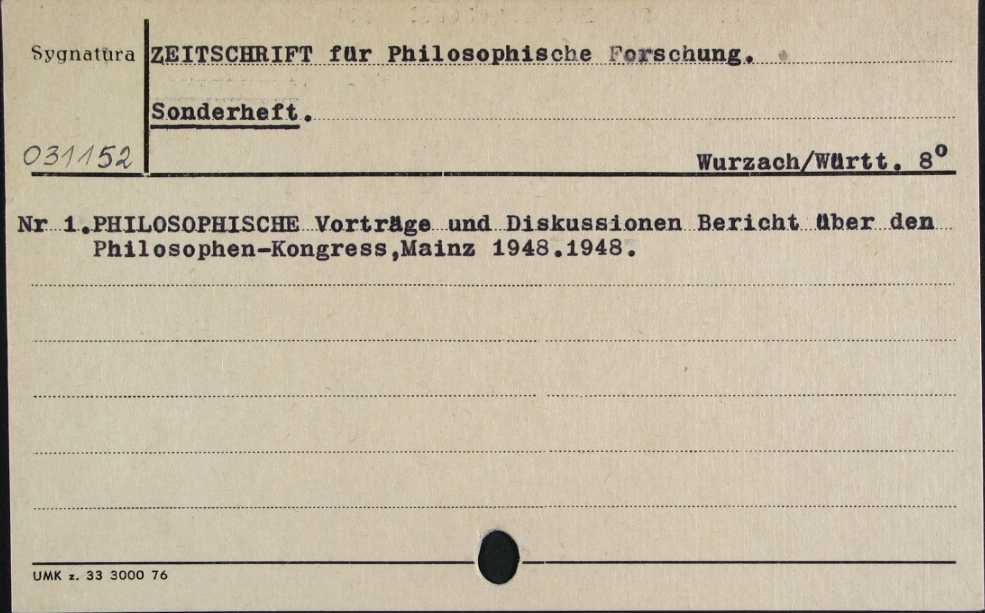 Sygnatura
ZEITSCHRIFT für Philosophische Forschung.
Sonderheft.
031152
Wurzach/Württ. 8º
Nr 1.PHILOSOPHISCHE Vorträge und Diskussionen Bericht über den
Philosophen-Kongress,Mainz 1948.1948.
UMK z. 33 3000 76